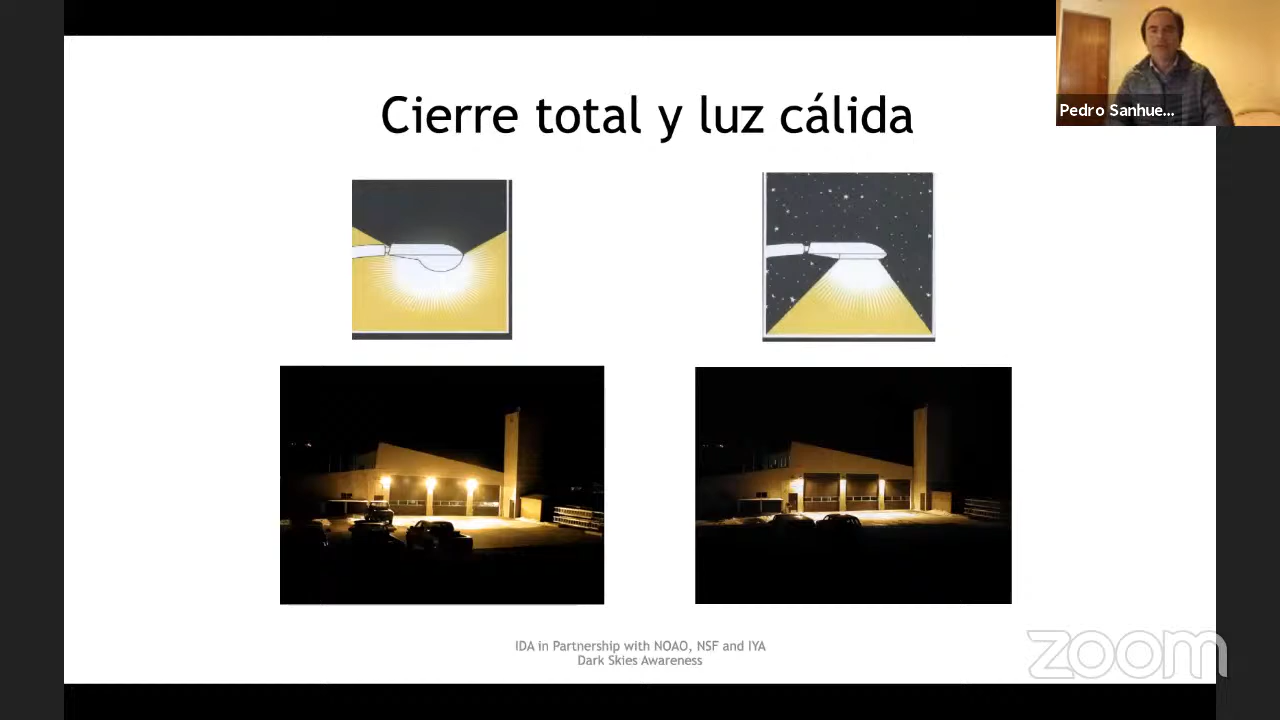 Cierre total y luz cálida
Pedro Sanhue...
IDA in Partnership with NOAO, NSF and IYA
Dark Skies Awareness
zoom